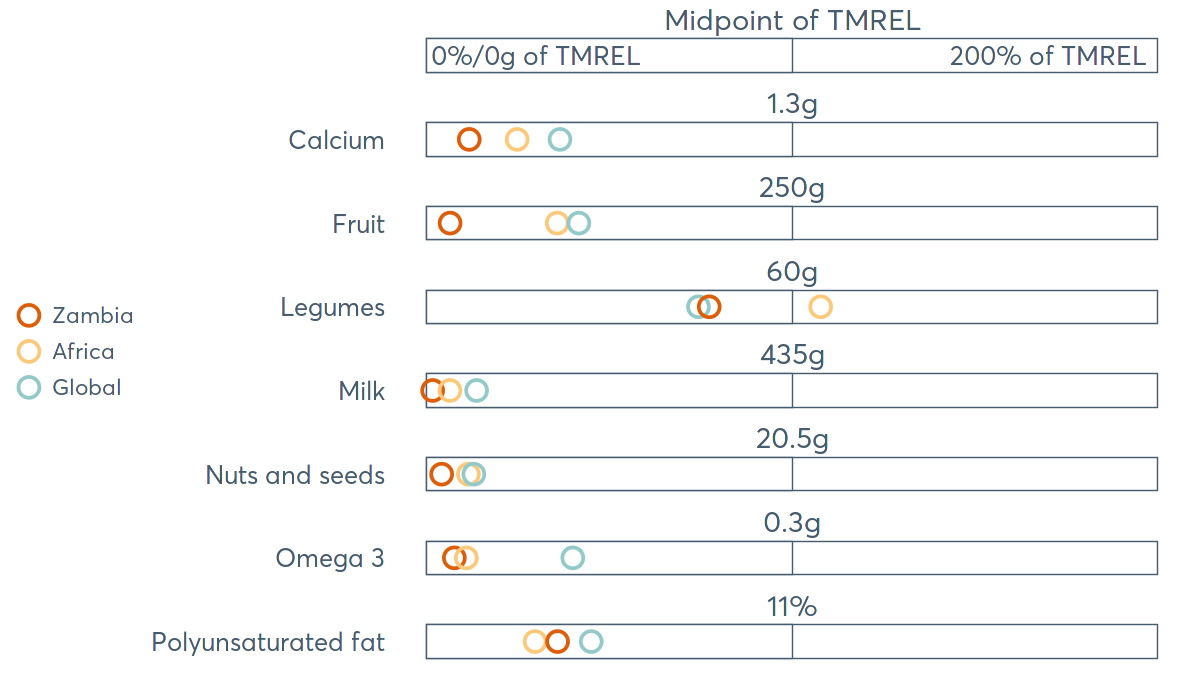 Midpoint of TMREL
0%/0g of TMREL
200% of TMREL
1.3g
Calcium
250g
Fruit
60g
Legumes
Zambia
Africa
Global
435g
Milk
20.5g
Nuts and seeds
0.3g
Omega 3
11%
Polyunsaturated fat